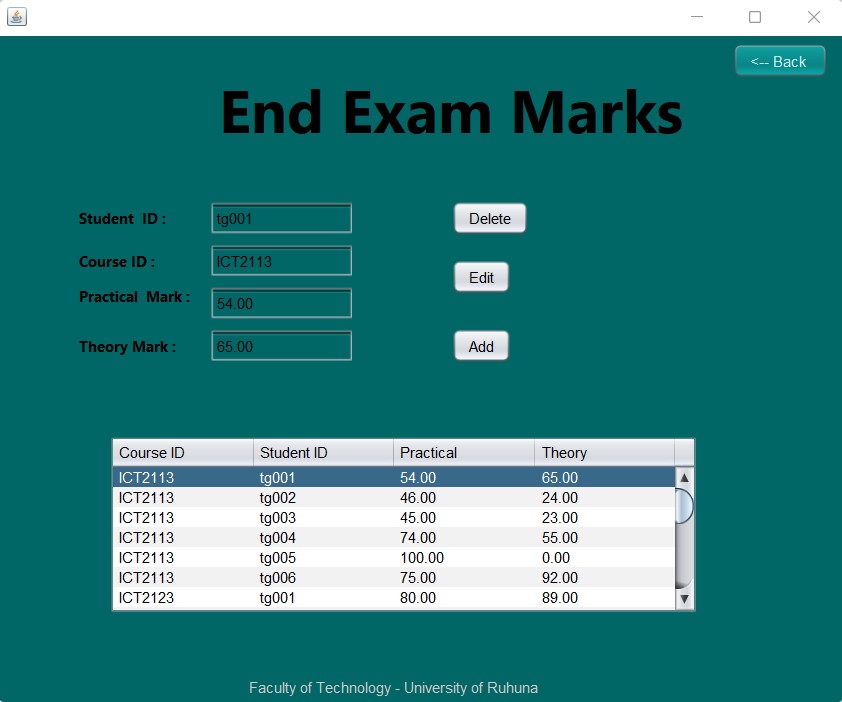 <-- Back
End Exam Marks
Student  ID : tg001 Delete
Course ID : ICT2113
Edit
Practical  Mark : 54.00
Theory Mark : 65.00 Add
Course ID Student ID Practical Theory
ICT2113 tg001 54.00 65.00
ICT2113 tg002 46.00 24.00
ICT2113 tg003 45.00 23.00
ICT2113 tg004 74.00 55.00
ICT2113 tg005 100.00 0.00
ICT2113 tg006 75.00 92.00
ICT2123 tg001 80.00 89.00
Faculty of Technology - University of Ruhuna